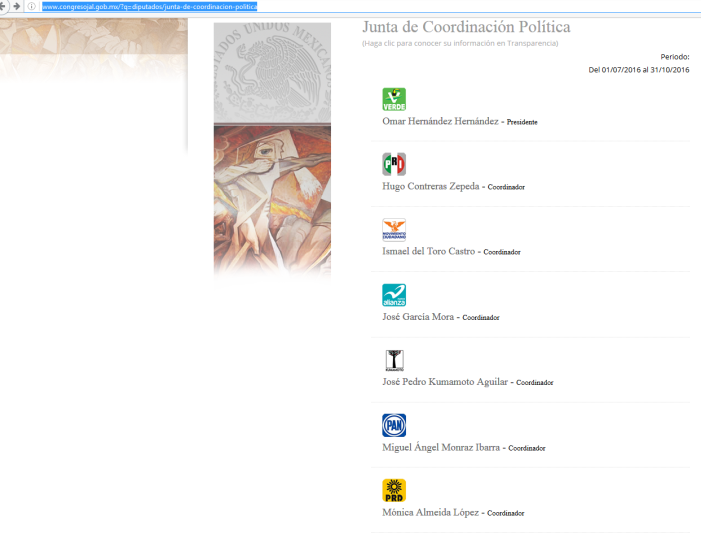 www.congresojal.gob.mx/?q=diputados/junta-de-coordinacion-politica
ESTADOS UNIDOS MEXICANOS
Junta de Coordinación Política
(Haga clic para conocer su información en Transparencia)
Periodo:
Del 01/07/2016 al 31/10/2016
VERDE
Omar Hernández Hernández - Presidente
PRI
Hugo Contreras Zepeda - Coordinador
MOVIMIENTO
CIUDADANO
Ismael del Toro Castro - Coordinador
alianza
José García Mora - Coordinador
KUMAMOTO
José Pedro Kumamoto Aguilar - Coordinador
PAN
Miguel Ángel Monraz Ibarra - Coordinador
PRD
Mónica Almeida López - Coordinador